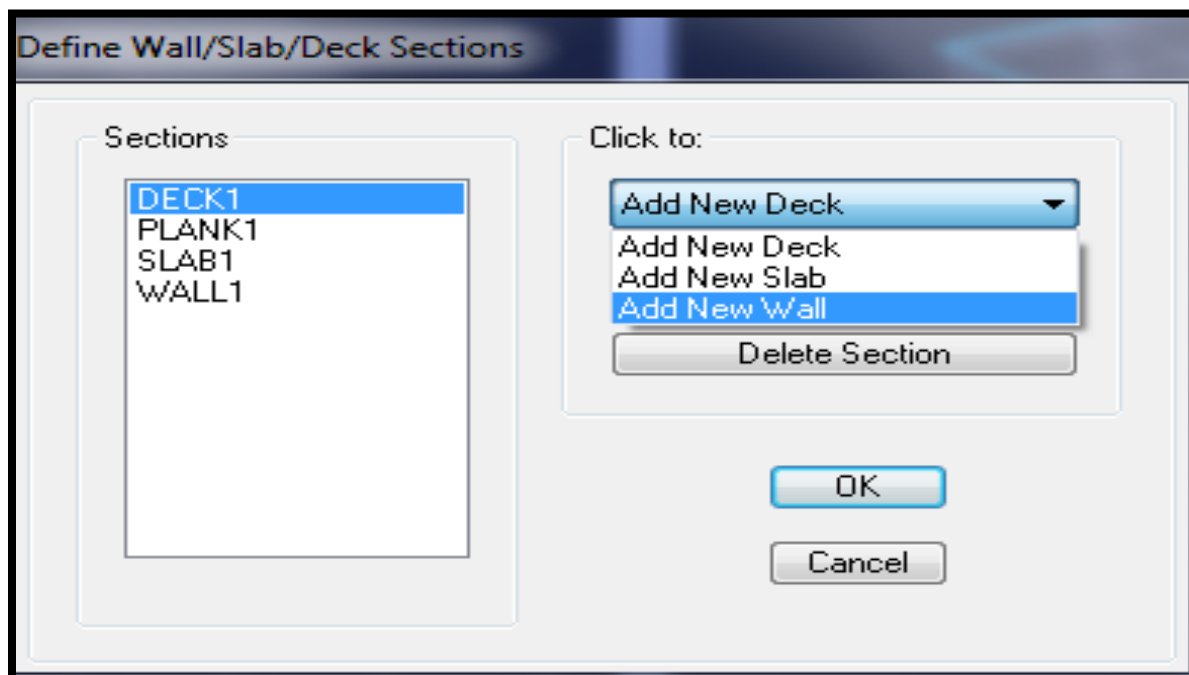 Define Wall/Slab/Deck Sections
Sections
DECK1
PLANK1
SLAB1
WALL1
Click to:
Add New Deck
Add New Deck
Add New Slab
Add New Wall
Delete Section
OK
Cancel